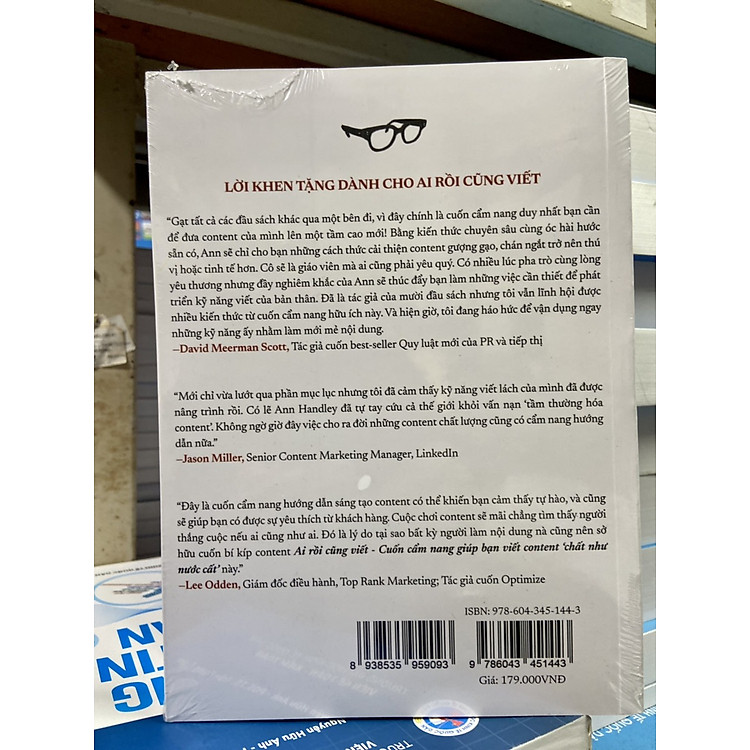 LỜI KHEN TẶNG DÀNH CHO AI RỒI CŨNG VIẾT
“Gạt tất cả các đầu sách khác qua một bên đi, vì đây chính là cuốn cẩm nang duy nhất bạn cần
để đưa content của mình lên một tầm cao mới! Bằng kiến thức chuyên sâu cùng óc hài hước
sẵn có, Ann sẽ chỉ cho bạn những cách thức cải thiện content gượng gạo, chán ngắt trở nên thú
vị hoặc tinh tế hơn. Cô sẽ là giáo viên mà ai cũng phải yêu quý. Có nhiều lúc pha trò cùng lòng
yêu thương nhưng đầy nghiêm khắc của Ann sẽ thúc đẩy bạn làm những việc cần thiết để phát
triển kỹ năng viết của bản thân. Đã là tác giả của mười đầu sách nhưng tôi vẫn lĩnh hội được
nhiều kiến thức từ cuốn cẩm nang hữu ích này. Và hiện giờ, tôi đang háo hức để vận dụng ngay
những kỹ năng ấy nhằm làm mới mẻ nội dung.
–David Meerman Scott, Tác giả cuốn best-seller Quy luật mới của PR và tiếp thị
“Mới chỉ vừa lướt qua phần mục lục nhưng tôi đã cảm thấy kỹ năng viết lách của mình đã được
nâng trình rồi. Có lẽ Ann Handley đã tự tay cứu cả thế giới khỏi vấn nạn ‘tầm thường hóa
content’. Không ngờ giờ đây việc cho ra đời những content chất lượng cũng có cẩm nang hướng
dẫn nữa.”
–Jason Miller, Senior Content Marketing Manager, LinkedIn
“Đây là cuốn cẩm nang hướng dẫn sáng tạo content có thể khiến bạn cảm thấy tự hào, và cũng
sẽ giúp bạn có được sự yêu thích từ khách hàng. Cuộc chơi content sẽ mãi chẳng tìm thấy người
thắng cuộc nếu ai cũng như ai. Đó là lý do tại sao bất kỳ người làm nội dung nà cũng nên sở
hữu cuốn bí kíp content Ai rồi cũng viết - Cuốn cẩm nang giúp bạn viết content ‘chất như
nước cất’ này.”
–Lee Odden, Giám đốc điều hành, Top Rank Marketing; Tác giả cuốn Optimize
ISBN: 978-604-345-144-3
8 938535 959093
9 786043 451443
Giá: 179.000VNĐ
Nguyễn Hữu Ánh